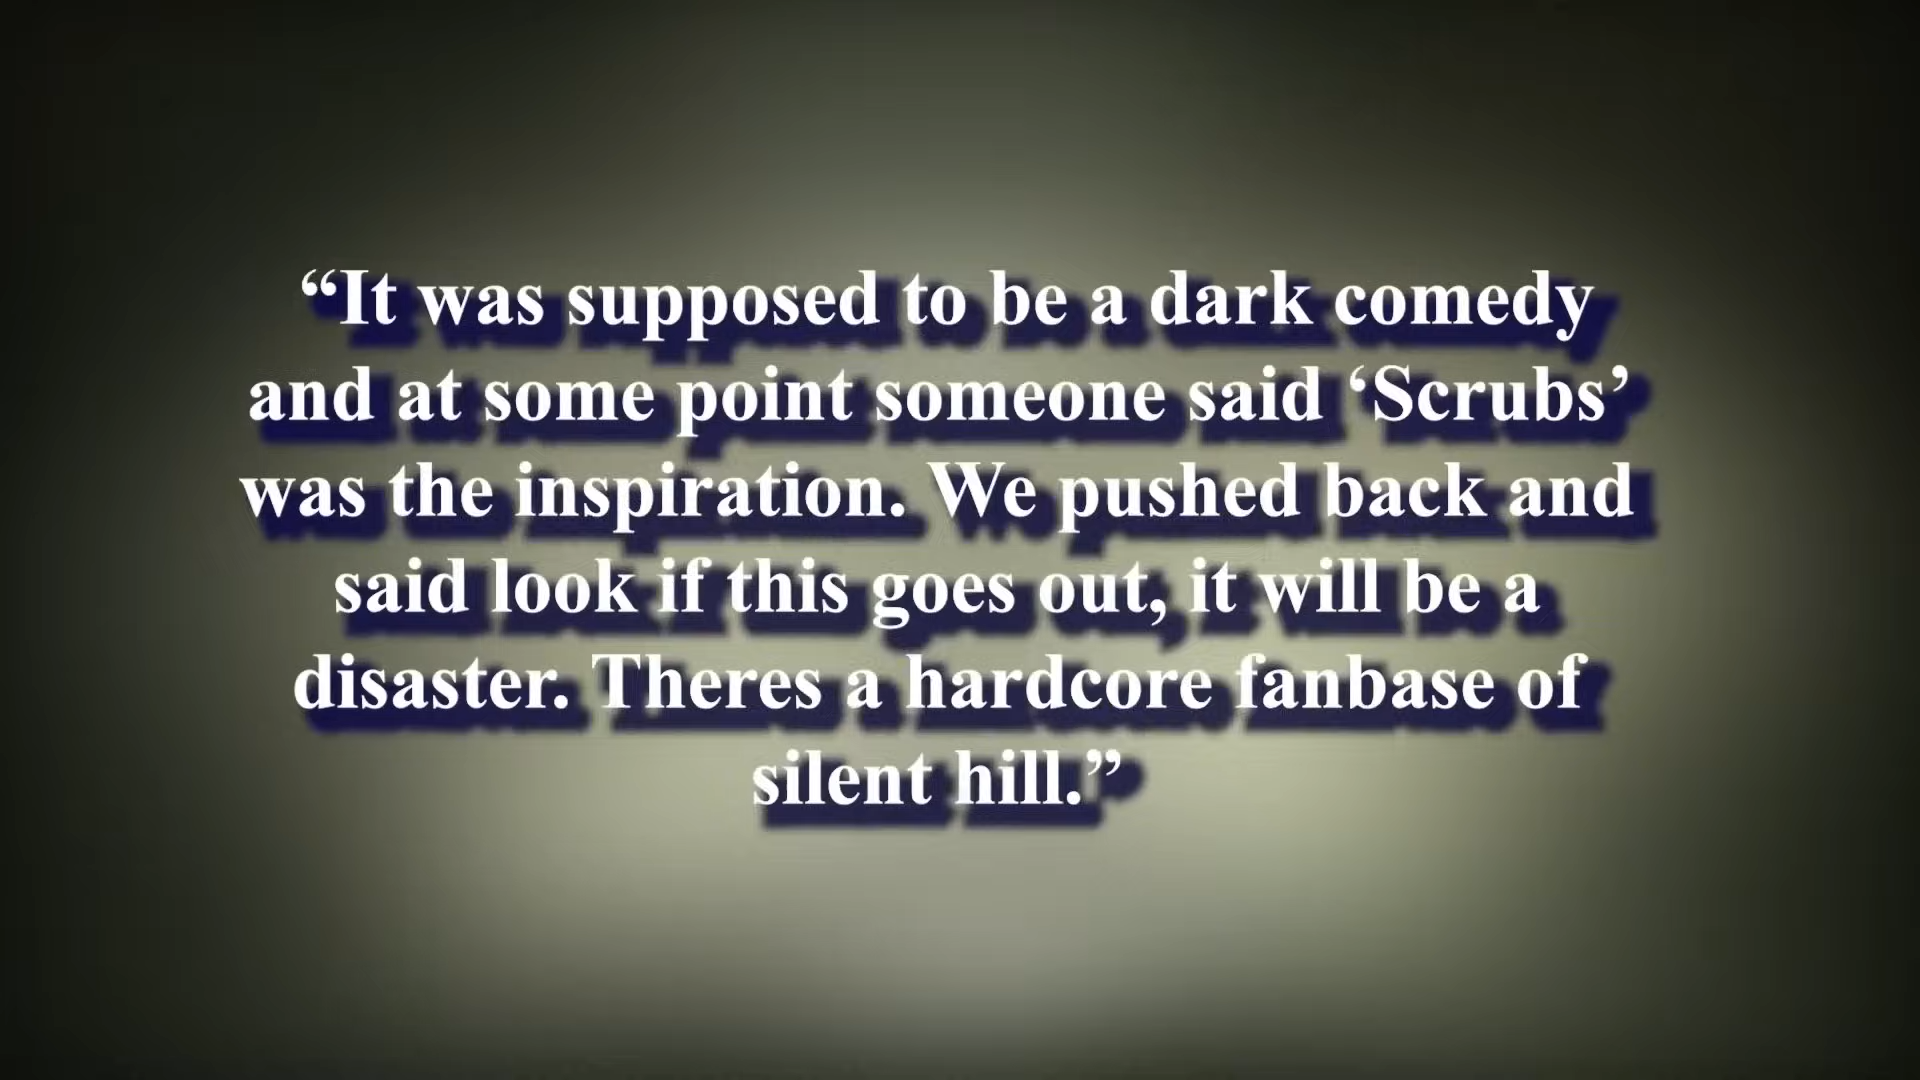 “It was supposed to be a dark comedy
and at some point someone said ‘Scrubs’
was the inspiration. We pushed back and
said look if this goes out, it will be a
disaster. Theres a hardcore fanbase of
silent hill.”